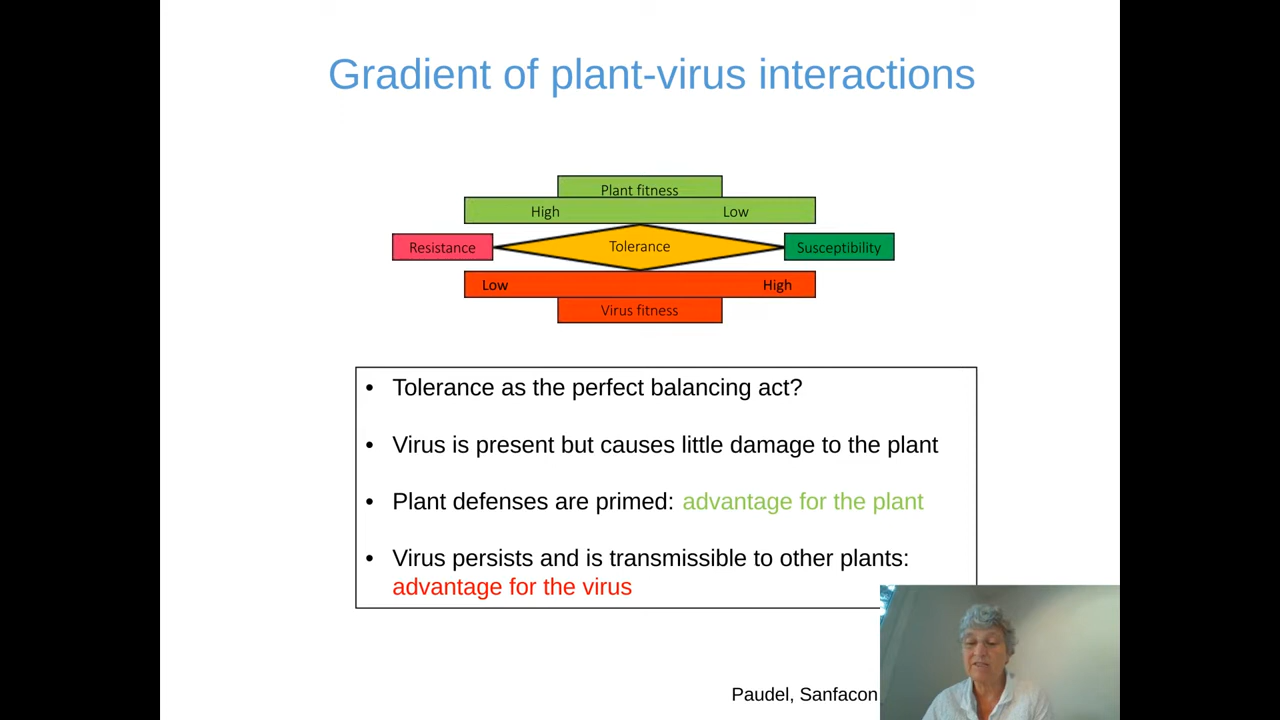 Gradient of plant-virus interactions
Plant fitness
High Low
Resistance Tolerance Susceptibility
Low High
Virus fitness
• Tolerance as the perfect balancing act?
• Virus is present but causes little damage to the plant
• Plant defenses are primed: advantage for the plant
• Virus persists and is transmissible to other plants:
advantage for the virus
Paudel, Sanfacon